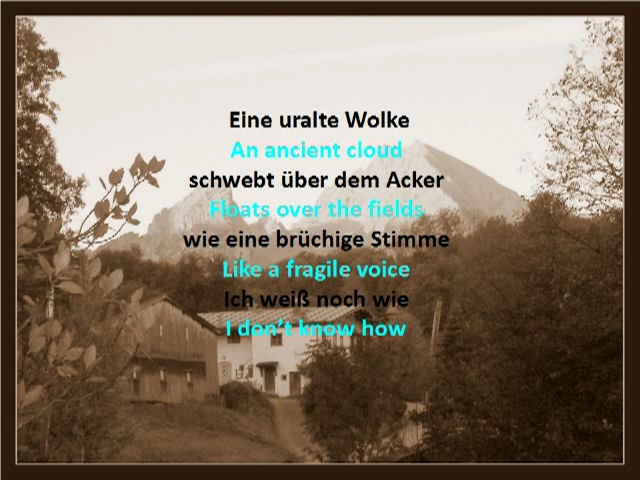 Eine uralte Wolke
An ancient cloud
schwebt über dem Acker
Floats over the fields
wie eine brüchige Stimme
Like a fragile voice
Ich weiß noch wie
I don't know how